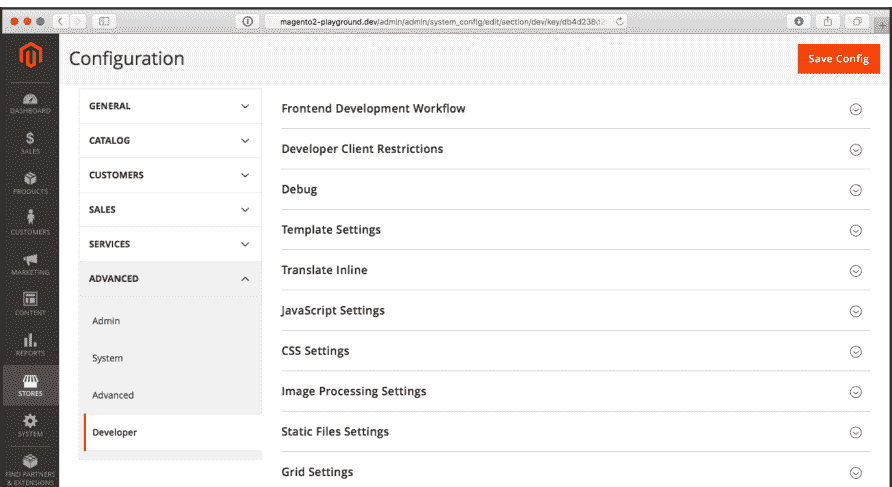 magento2-playground.dev/admin/admin/system_config/edit/section/dev/key/db4d238d2
Configuration
Save Config
DASHBOARD
SALES
PRODUCTS
CUSTOMERS
MARKETING
CONTENT
REPORTS
STORES
SYSTEM
FIND PARTNERS
& EXTENSIONS
GENERAL
CATALOG
CUSTOMERS
SALES
SERVICES
ADVANCED
Admin
System
Advanced
Developer
Frontend Development Workflow
Developer Client Restrictions
Debug
Template Settings
Translate Inline
JavaScript Settings
CSS Settings
Image Processing Settings
Static Files Settings
Grid Settings